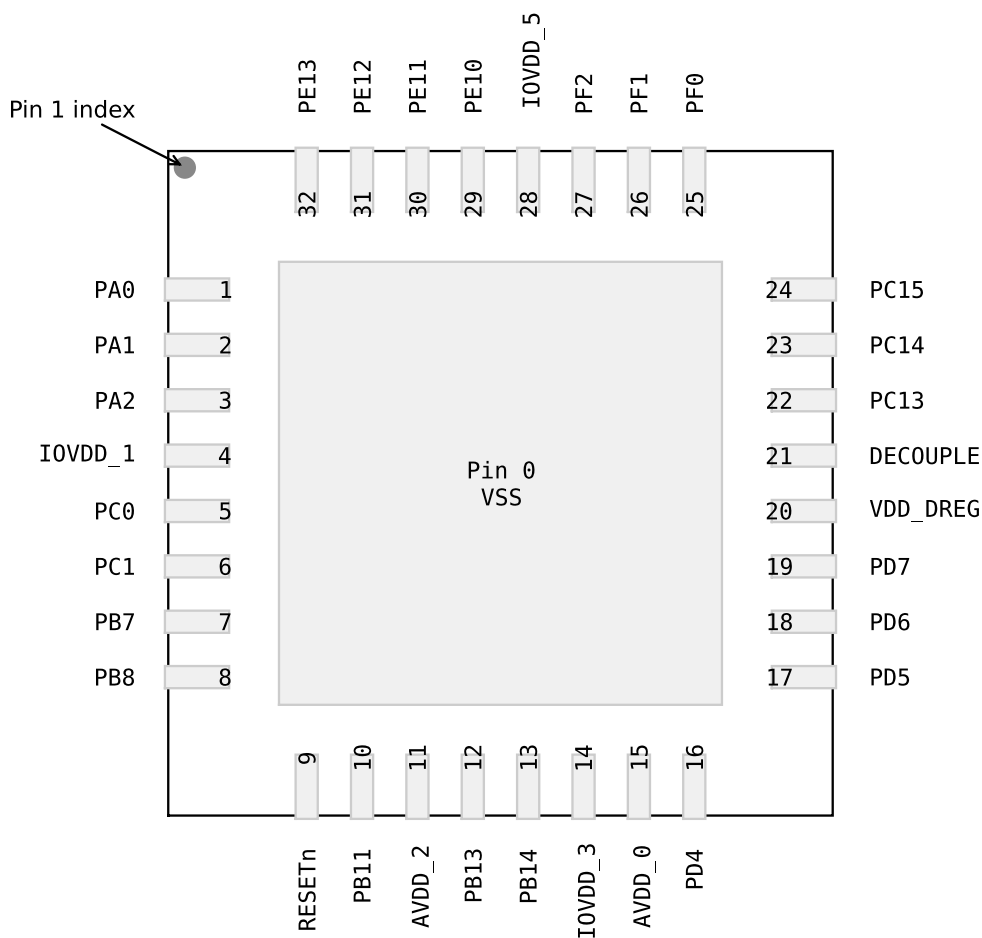 IOVDD_5
PE13
PE12
PE11
PE10
PF2
PF1
PF0
Pin 1 index
32
31
30
29
28
27
26
25
PA0 1
24 PC15
PA1 2
23 PC14
PA2 3
22 PC13
IOVDD_1 4
21 DECOUPLE
Pin 0
VSS
PC0 5
20 VDD_DREG
PC1 6
19 PD7
PB7 7
18 PD6
PB8 8
17 PD5
9
10
11
12
13
14
15
16
RESETn
PB11
AVDD_2
PB13
PB14
IOVDD_3
AVDD_0
PD4